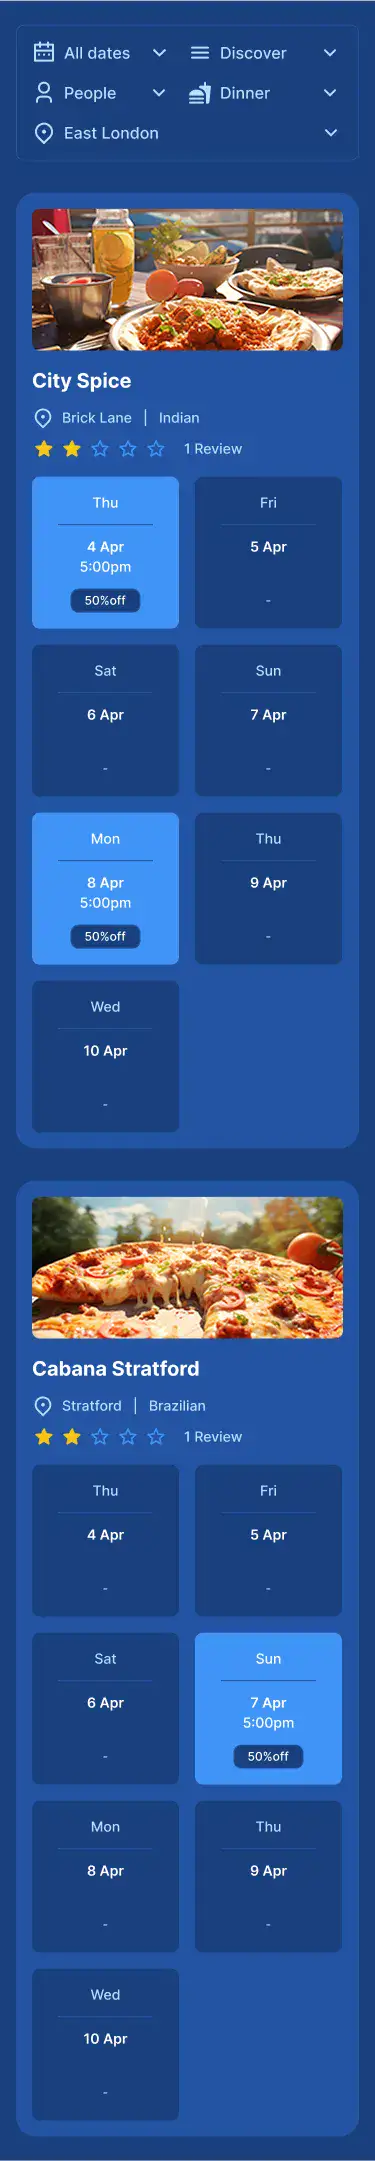 All dates
Discover
People
Dinner
East London
City Spice
Brick Lane | Indian
1 Review
Thu
4 Apr
5:00pm
50%off
Fri
5 Apr
-
Sat
6 Apr
-
Sun
7 Apr
-
Mon
8 Apr
5:00pm
50%off
Thu
9 Apr
-
Wed
10 Apr
-
Cabana Stratford
Stratford | Brazilian
1 Review
Thu
4 Apr
-
Fri
5 Apr
-
Sat
6 Apr
-
Sun
7 Apr
5:00pm
50%off
Mon
8 Apr
-
Thu
9 Apr
-
Wed
10 Apr
-